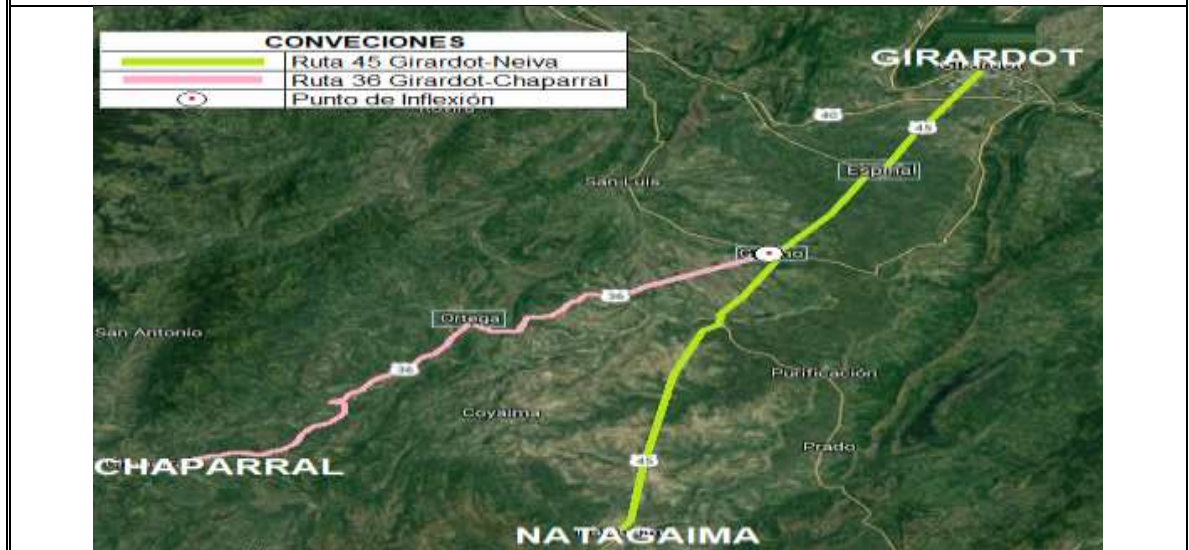 CONVECIONES
Ruta 45 Girardot-Neiva
Ruta 36 Girardot-Chaparral
Punto de Inflexión
GIRARDOT
40
45
Espinal
San Luis
36
Ortega
San Antonio
36
Purificación
Coyaima
Prado
45
CHAPARRAL
NATAGAIMA